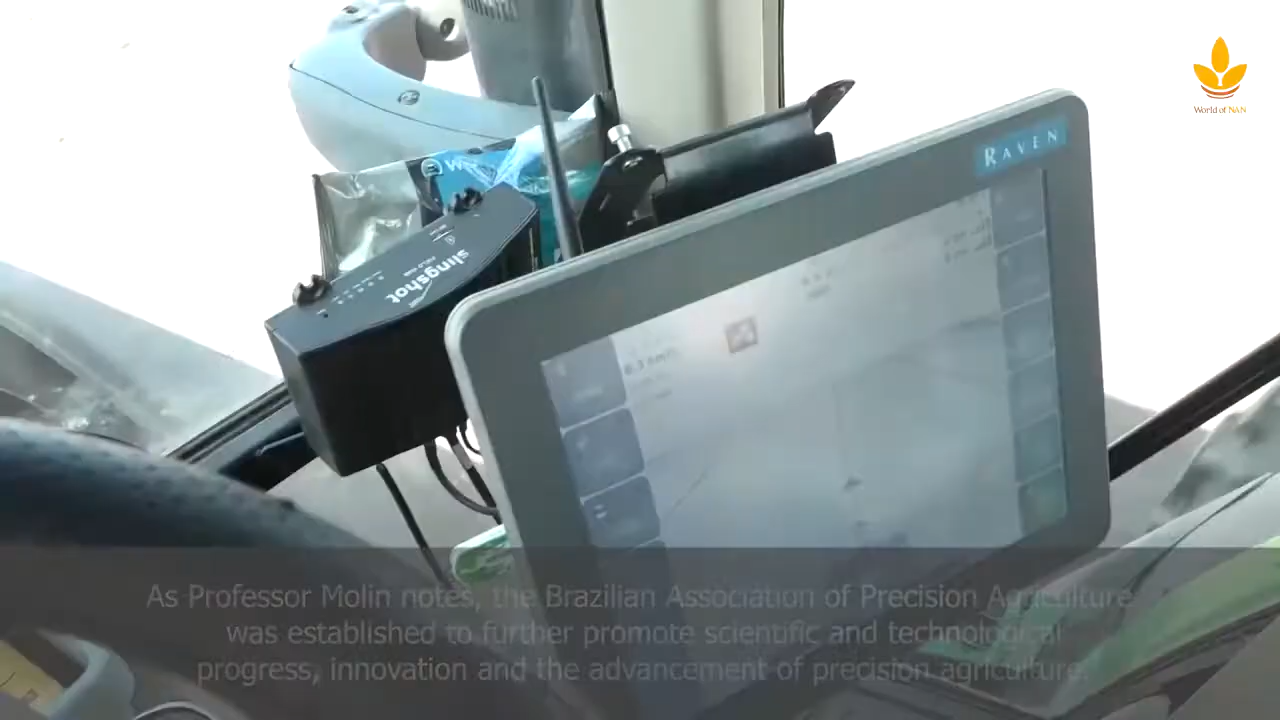 World of NAN
RAVEN
slingshot
As Professor Molin notes, the Brazilian Association of Precision Agriculture
was established to further promote scientific and technological
progress, innovation and the advancement of precision agriculture.